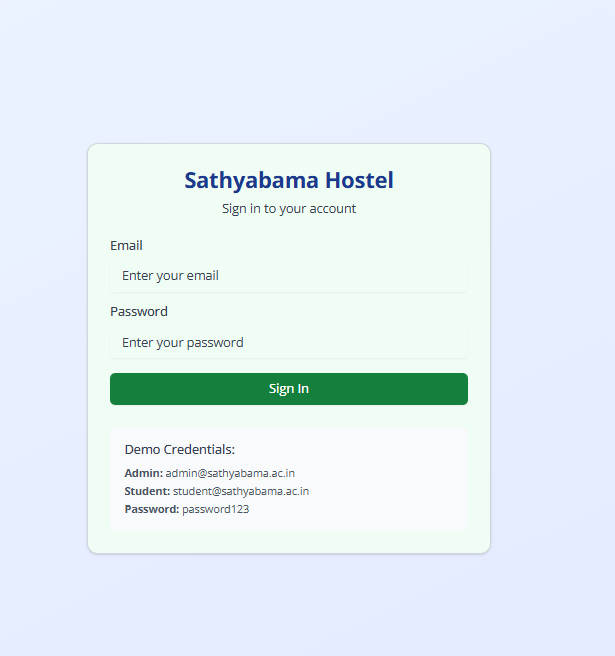 Sathyabama Hostel
Sign in to your account
Email
Enter your email
Password
Enter your password
Sign In
Demo Credentials:
Admin: admin@sathyabama.ac.in
Student: student@sathyabama.ac.in
Password: password123